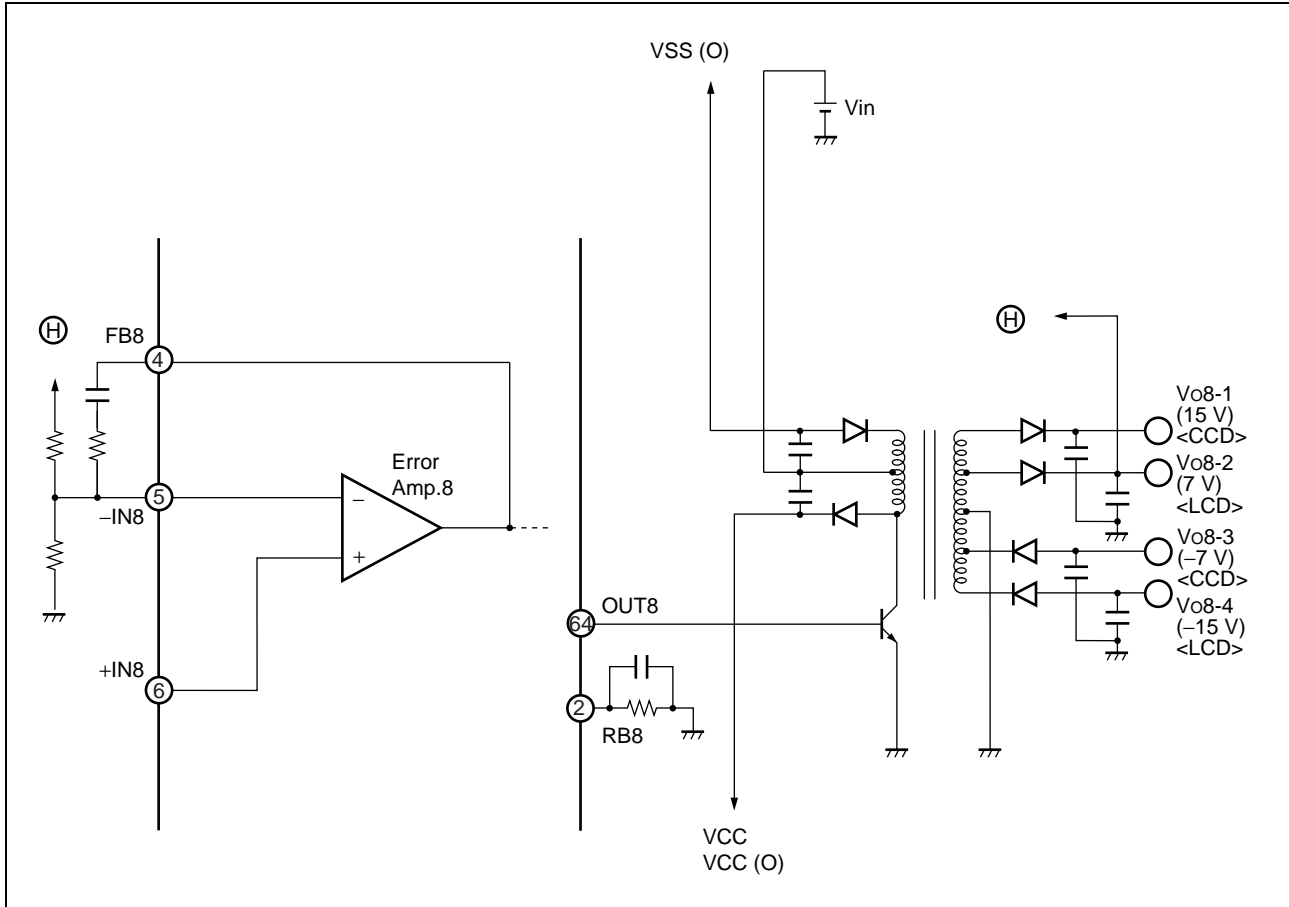 VSS (O)
Vin
H
FB8
4
5
−IN8
Error
Amp.8
−
+
+IN8
6
OUT8
64
2
RB8
VCC
VCC (O)
H
VO8-1
(15 V)
<CCD>
VO8-2
(7 V)
<LCD>
VO8-3
(−7 V)
<CCD>
VO8-4
(−15 V)
<LCD>